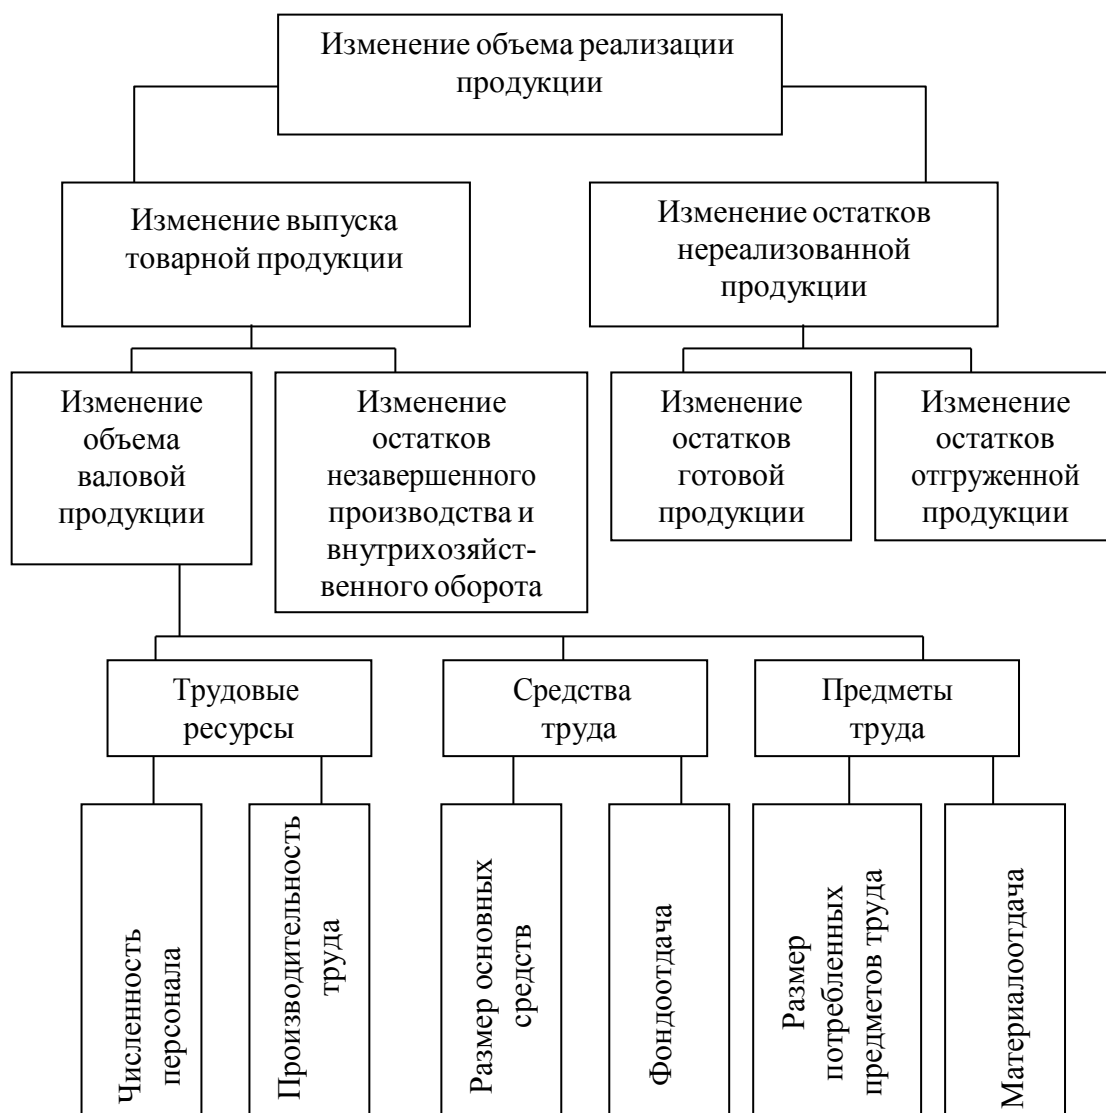 Изменение объема реализации
продукции
Изменение выпуска
товарной продукции
Изменение остатков
нереализованной
продукции
Изменение
объема
валовой
продукции
Изменение
остатков
незавершенного
производства и
внутрихозяйст-
венного оборота
Изменение
остатков
готовой
продукции
Изменение
остатков
отгруженной
продукции
Трудовые
ресурсы
Средства
труда
Предметы
труда
Численность
персонала
Производительность
труда
Размер основных
средств
Фондоотдача
Размер
потребленных
предметов труда
Материалоотдача